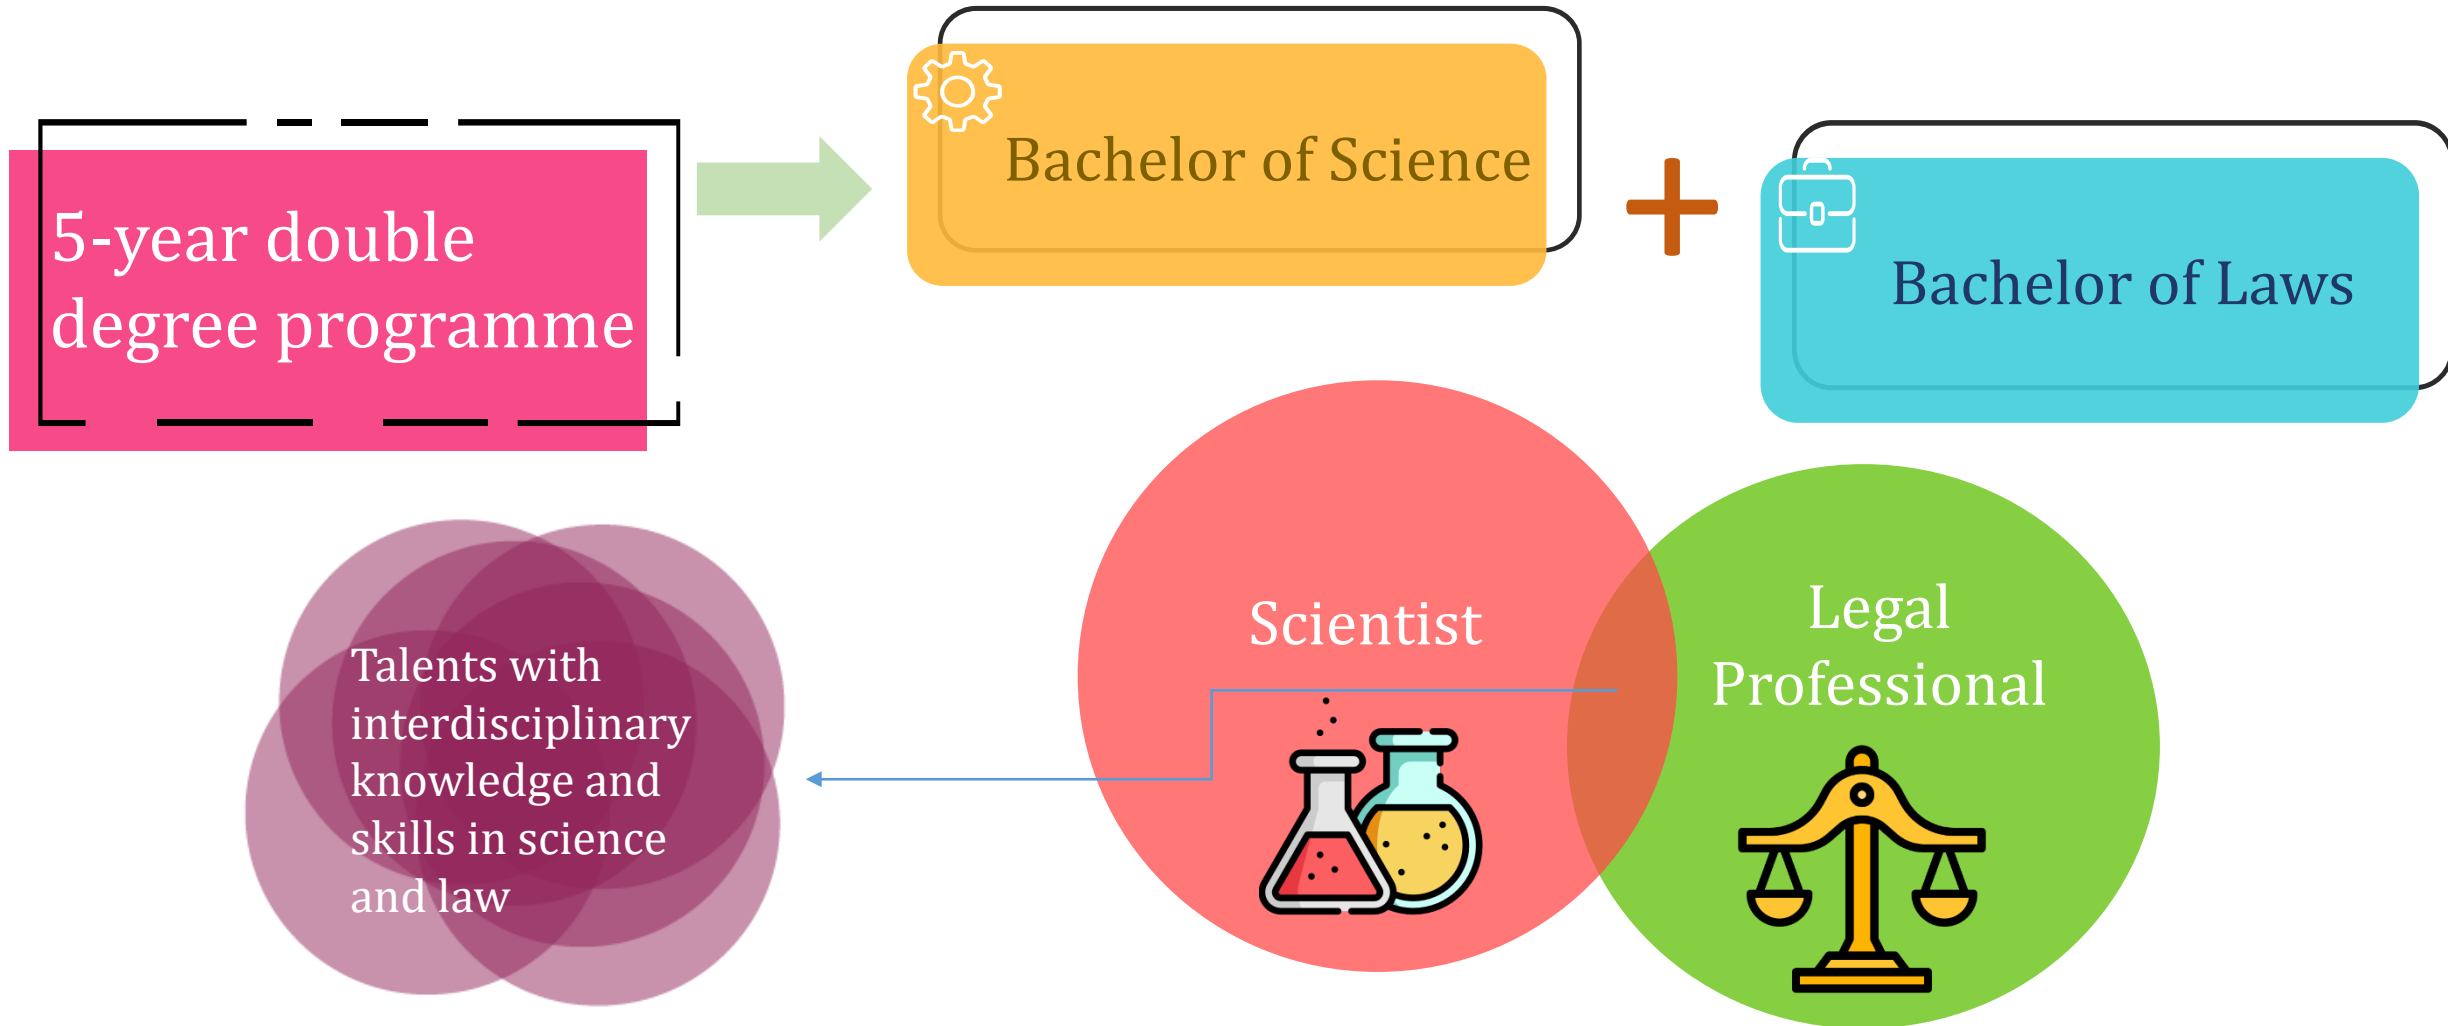 5-year double
degree programme
Bachelor of Science
Bachelor of Laws
Scientist
Legal
Professional
Talents with
interdisciplinary
knowledge and
skills in science
and law